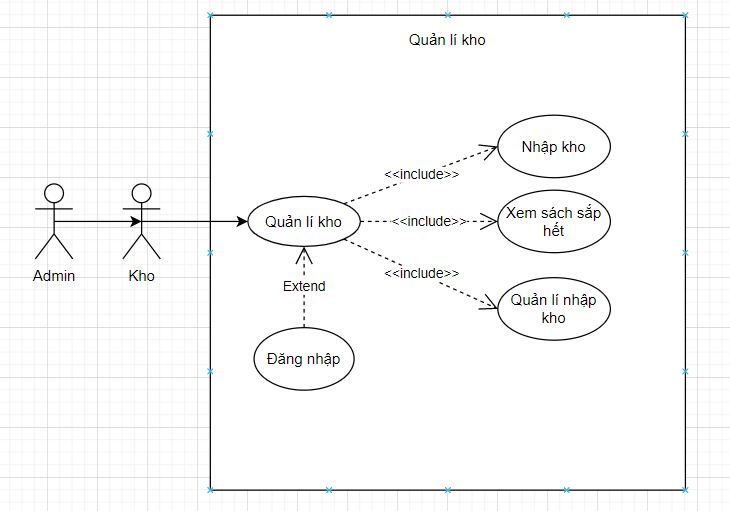 Quản lí kho
Nhập kho
<<include>>
Xem sách sắp
hết
Quản lí kho
<<include>>
Admin
Kho
<<include>>
Extend
Quản lí nhập
kho
Đăng nhập